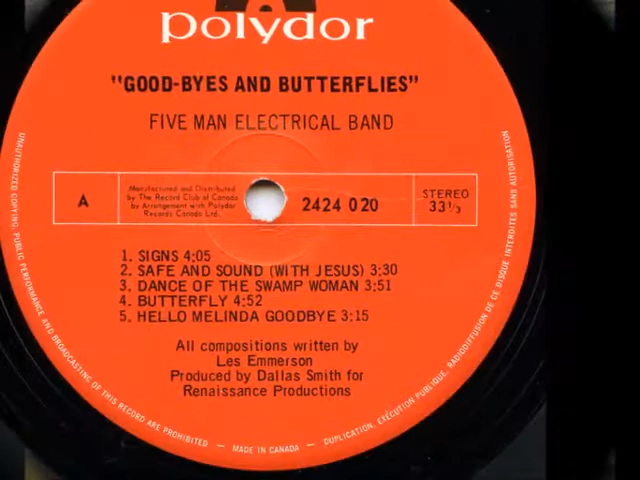 polydor
"GOOD-BYES AND BUTTERFLIES"
FIVE MAN ELECTRICAL BAND
A
Manufactured and Distributed
by The Record Club of Canada
by Arrangement with Polydor
Records Canada Ltd.
2424 020
STEREO
33⅓
1. SIGNS 4:05
2. SAFE AND SOUND (WITH JESUS) 3:30
3. DANCE OF THE SWAMP WOMAN 3:51
4. BUTTERFLY 4:52
5. HELLO MELINDA GOODBYE 3:15
All compositions written by
Les Emmerson
Produced by Dallas Smith for
Renaissance Productions
UNAUTHORIZED COPYING, PUBLIC PERFORMANCE AND BROADCASTING OF THIS RECORD ARE PROHIBITED — MADE IN CANADA — DUPLICATION, EXÉCUTION PUBLIQUE, RADIODIFFUSION DE CE DISQUE INTERDITES SANS AUTORISATION